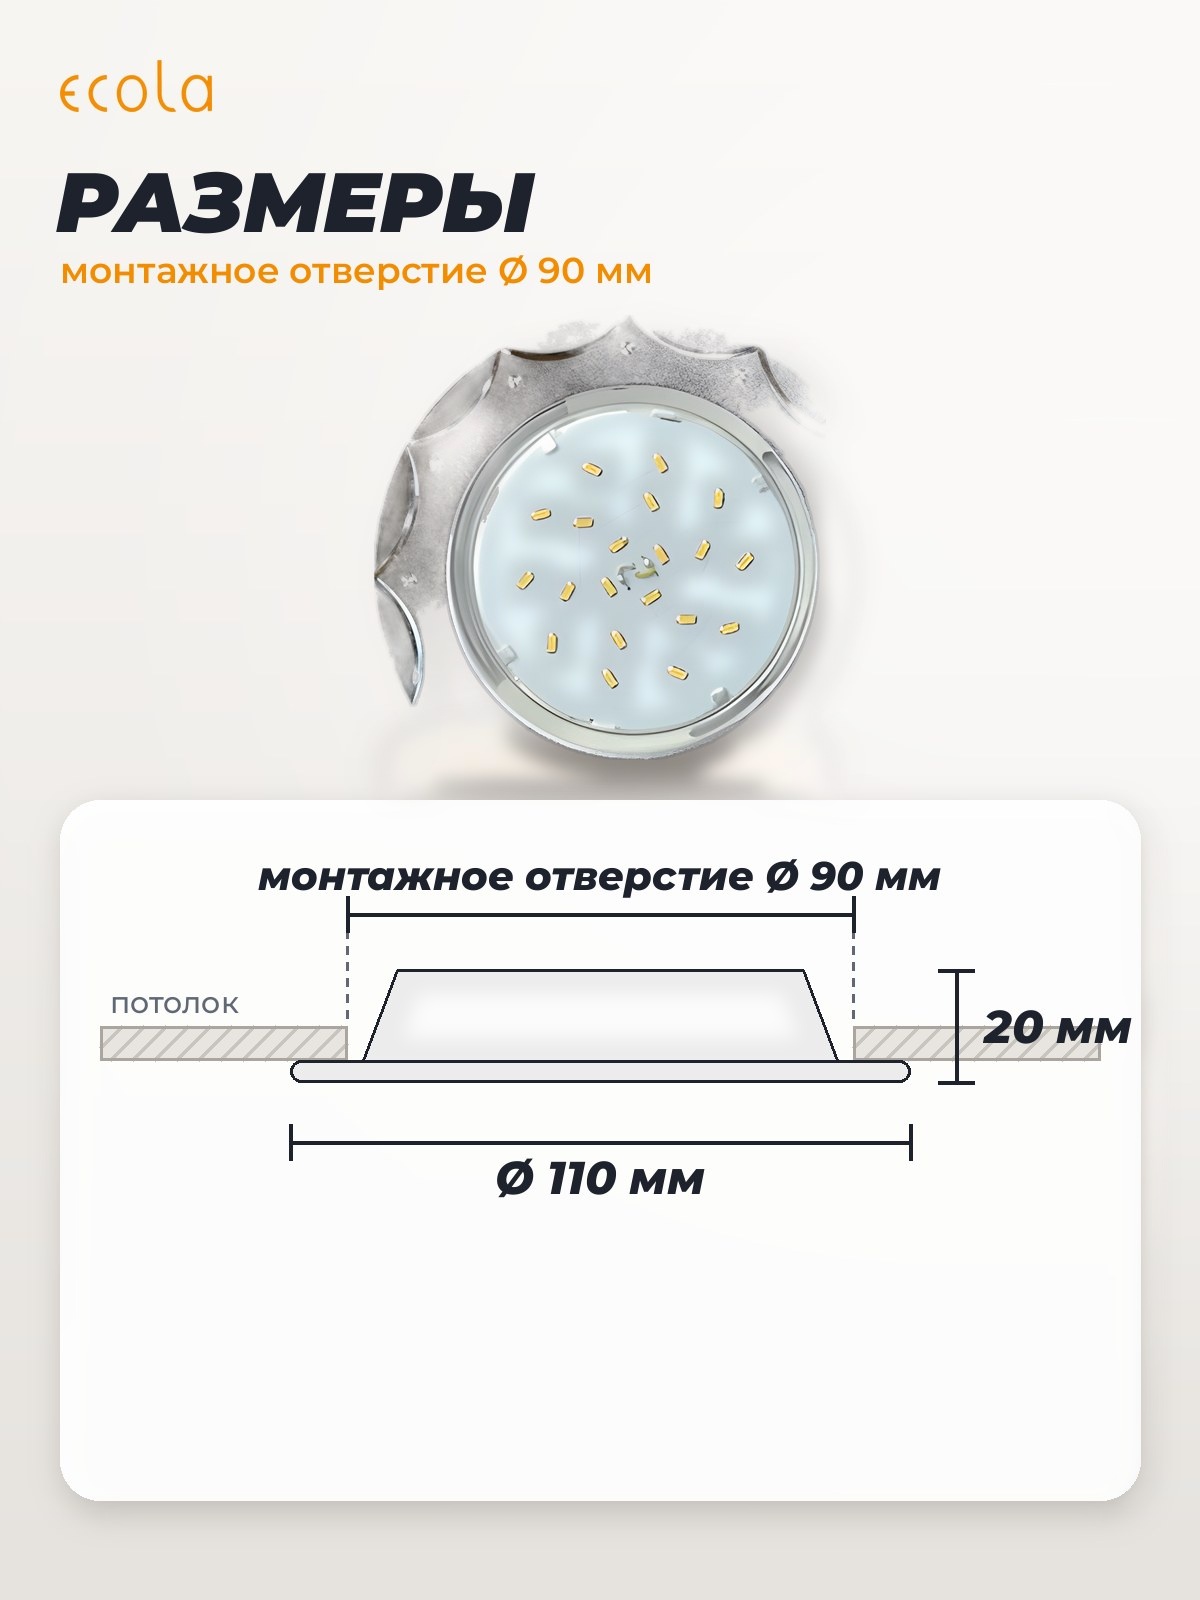 ecola
РАЗМЕРЫ
монтажное отверстие Ø 90 мм
монтажное отверстие Ø 90 мм
потолок
20 мм
Ø 110 мм